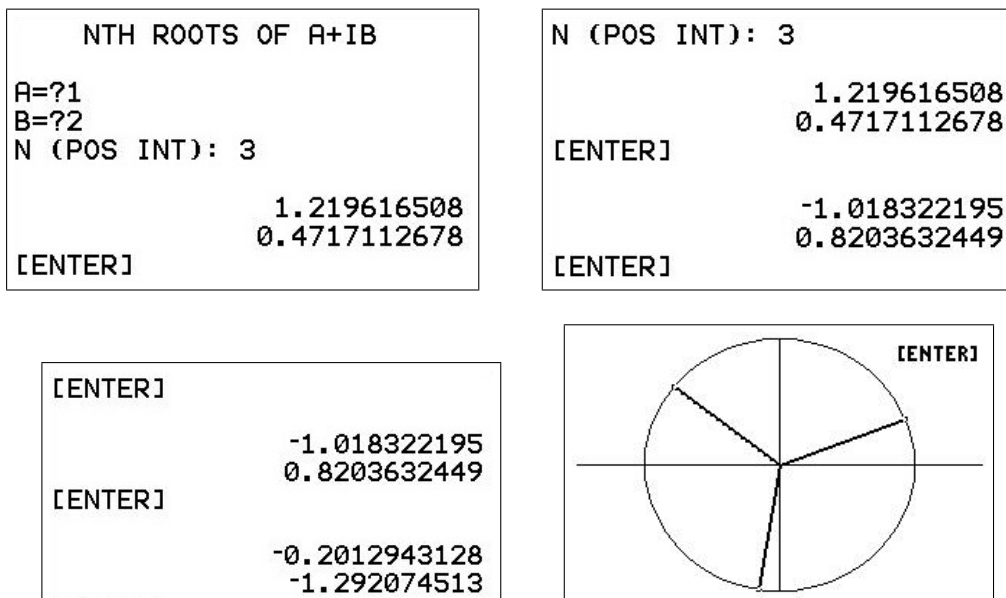 NTH ROOTS OF A+IB
A=?1
B=?2
N (POS INT): 3
1.219616508
0.4717112678
[ENTER]
N (POS INT): 3
1.219616508
0.4717112678
[ENTER]
-1.018322195
0.8203632449
[ENTER]
[ENTER]
-1.018322195
0.8203632449
[ENTER]
-0.2012943128
-1.292074513
[ENTER]